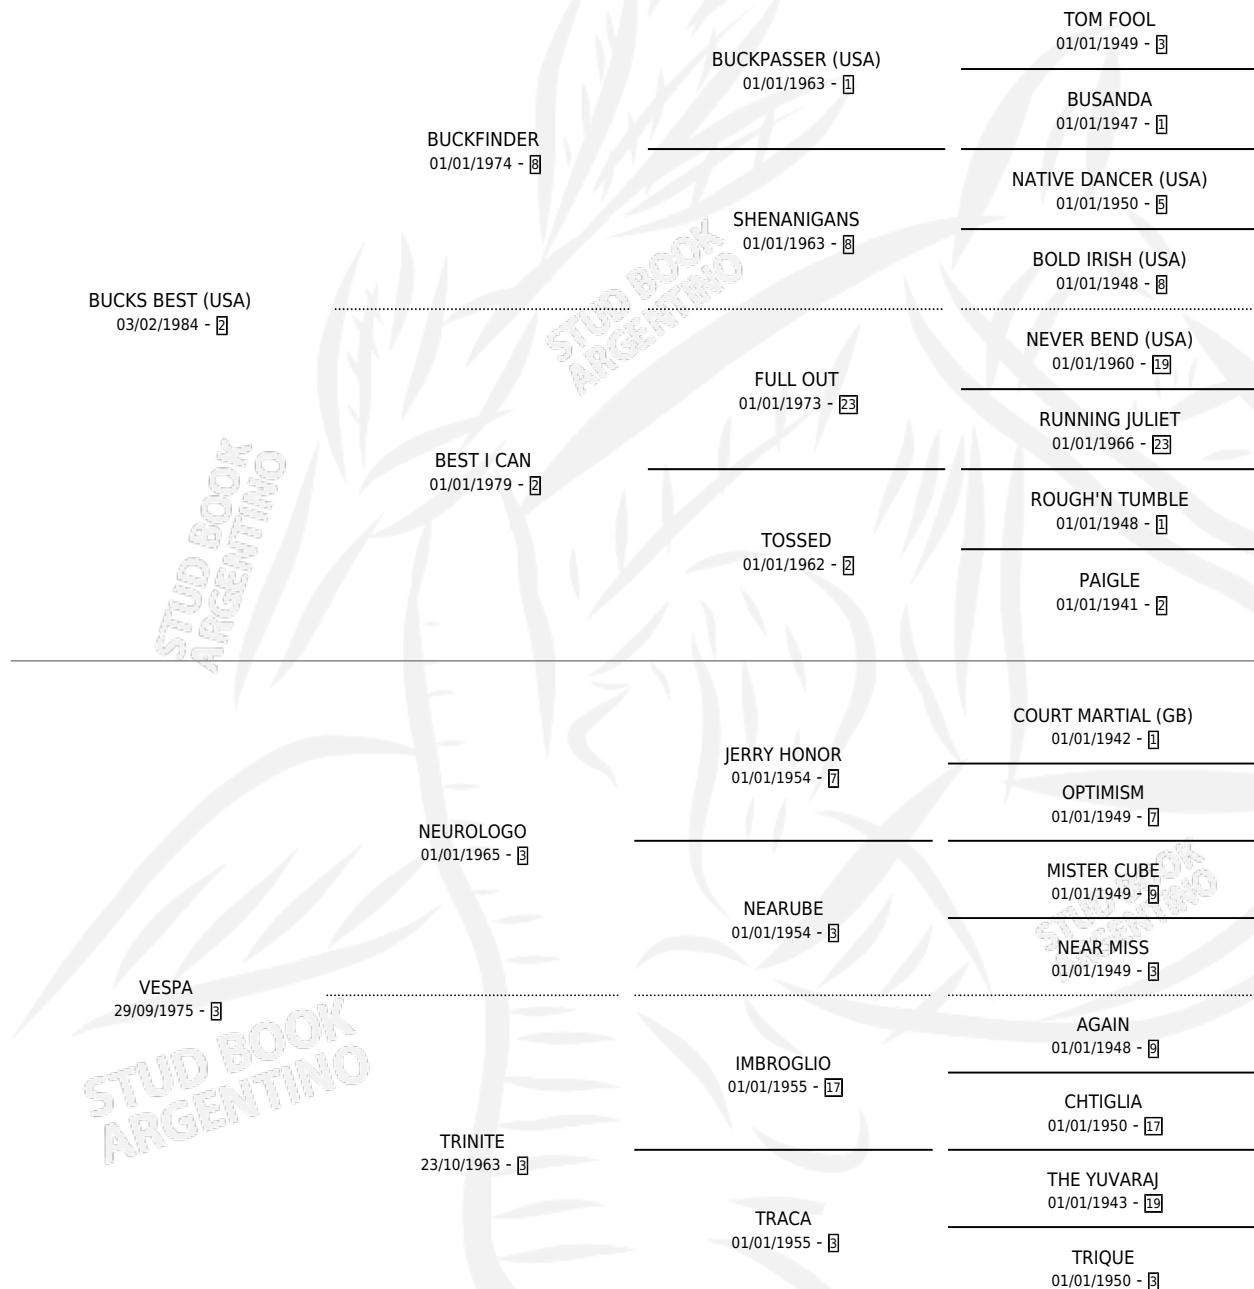 TOM FOOL
01/01/1949 - 3
BUCKPASSER (USA)
01/01/1963 - 1
BUSANDA
01/01/1947 - 1
BUCKFINDER
01/01/1974 - 8
NATIVE DANCER (USA)
01/01/1950 - 5
SHENANIGANS
01/01/1963 - 8
BOLD IRISH (USA)
01/01/1948 - 8
BUCKS BEST (USA)
03/02/1984 - 2
STUD BOOK
ARGENTINO
NEVER BEND (USA)
01/01/1960 - 19
FULL OUT
01/01/1973 - 23
RUNNING JULIET
01/01/1966 - 23
BEST I CAN
01/01/1979 - 2
ROUGH'N TUMBLE
01/01/1948 - 1
TOSSED
01/01/1962 - 2
PAIGLE
01/01/1941 - 2
STUD BOOK
ARGENTINO
COURT MARTIAL (GB)
01/01/1942 - 1
JERRY HONOR
01/01/1954 - 7
OPTIMISM
01/01/1949 - 7
NEUROLOGO
01/01/1965 - 3
MISTER CUBE
01/01/1949 - 9
NEARUBE
01/01/1954 - 3
NEAR MISS
01/01/1949 - 3
STUD BOOK
ARGENTINO
VESPA
29/09/1975 - 3
STUD BOOK
ARGENTINO
AGAIN
01/01/1948 - 9
IMBROGLIO
01/01/1955 - 17
CHTIGLIA
01/01/1950 - 17
TRINITE
23/10/1963 - 3
THE YUVARAJ
01/01/1943 - 19
TRACA
01/01/1955 - 3
TRIQUE
01/01/1950 - 3